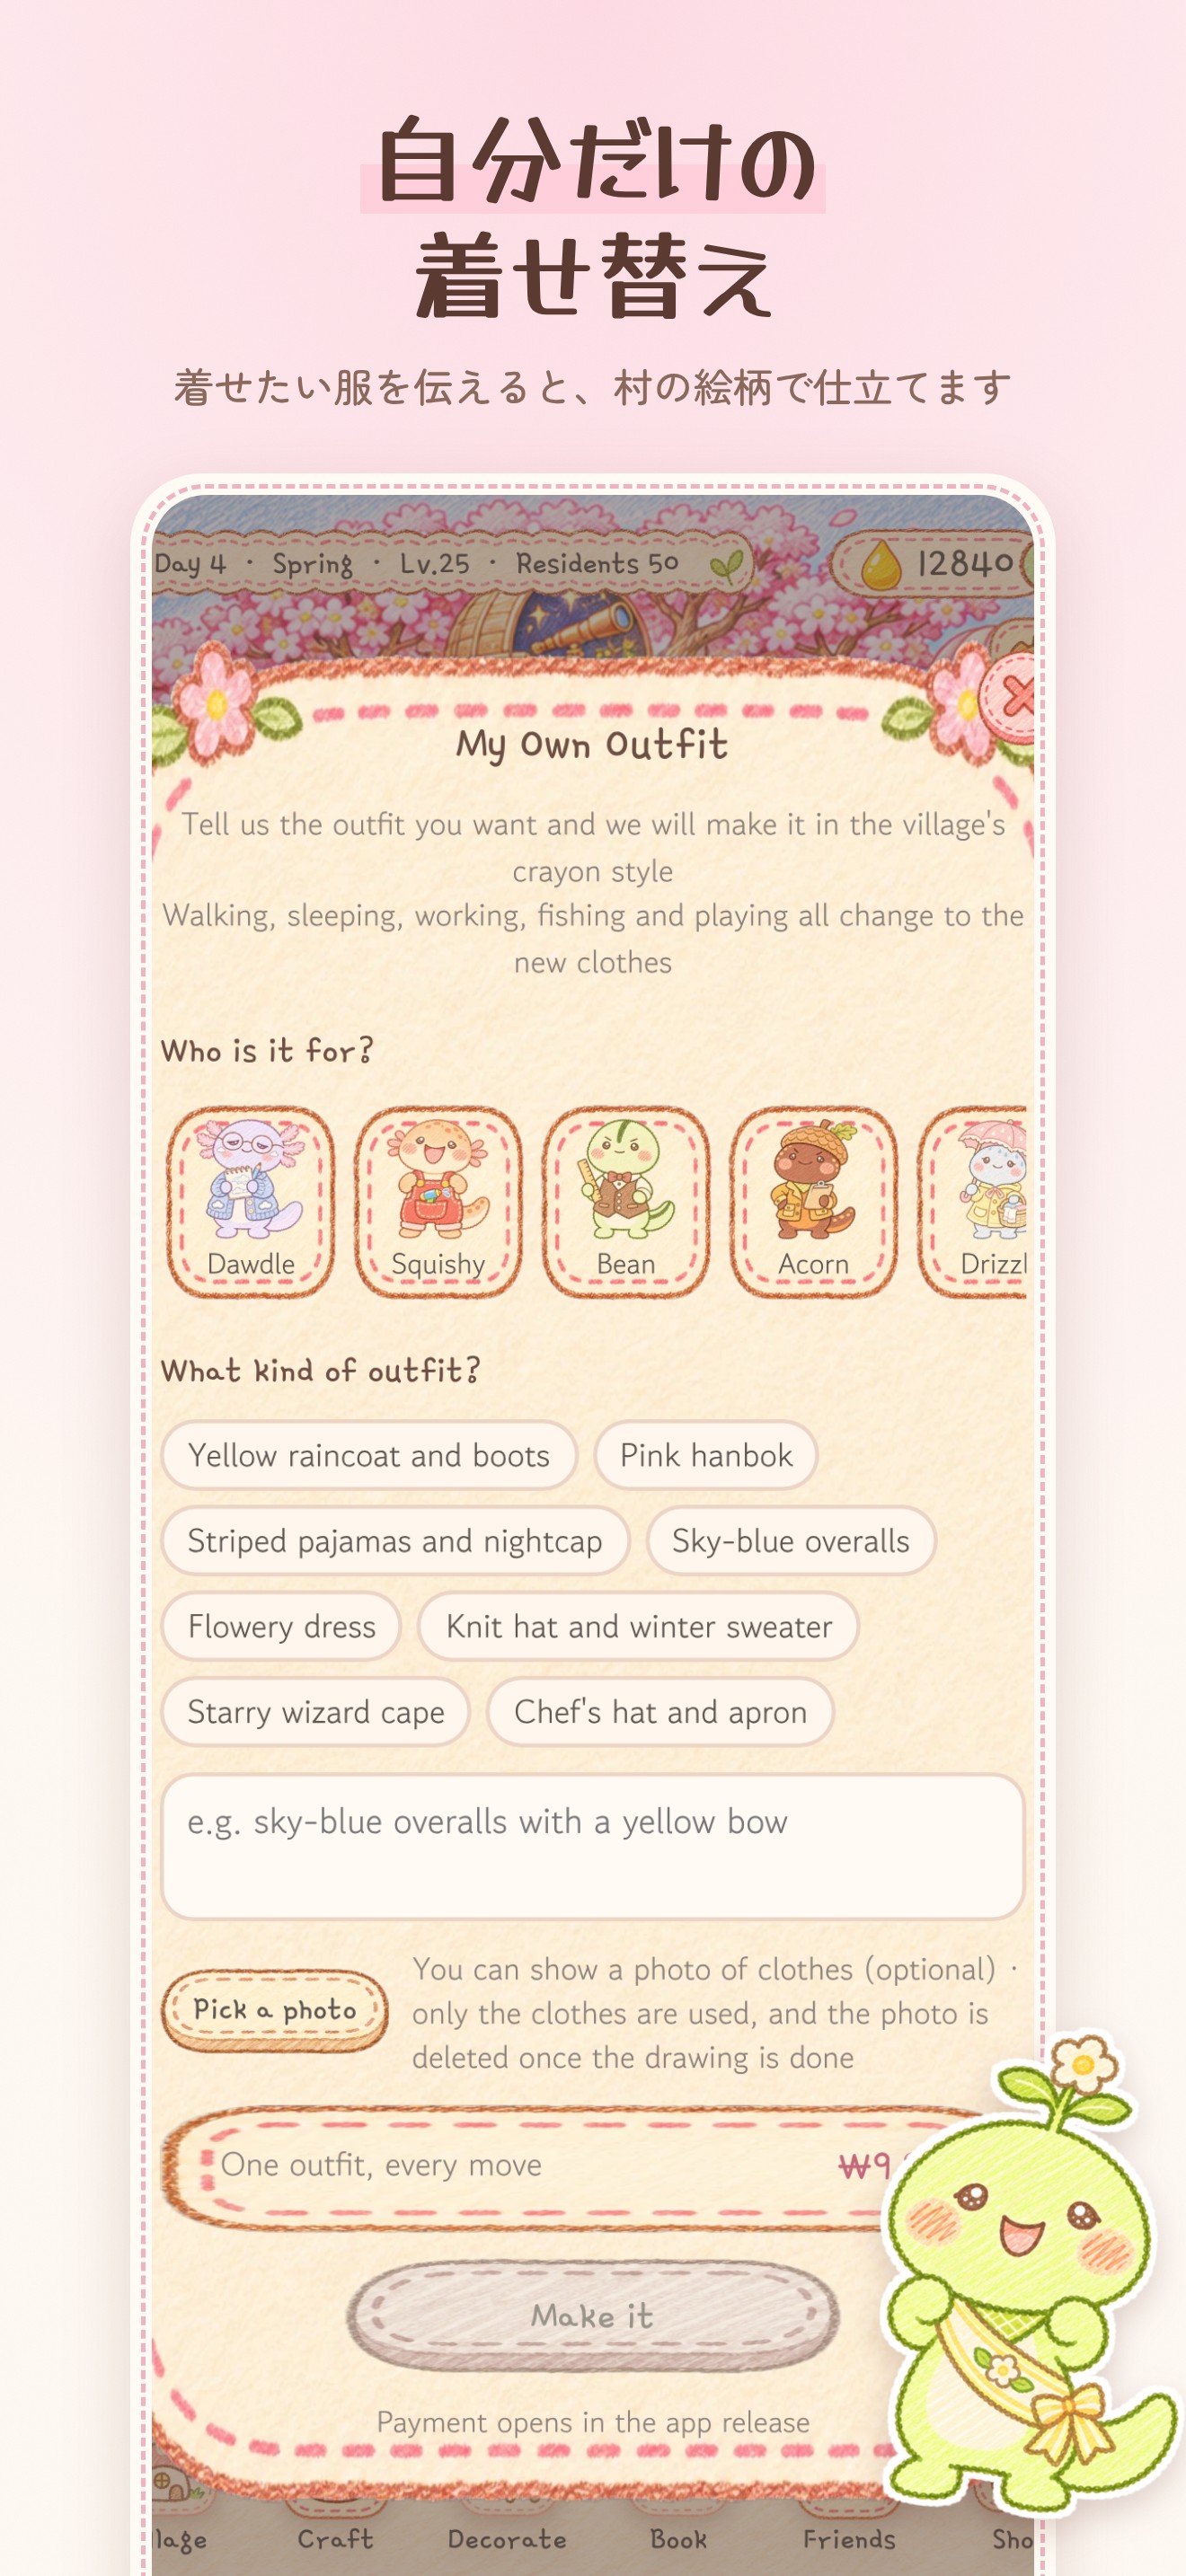 自分だけの
着せ替え
着せたい服を伝えると、村の絵柄で仕立てます
Day 4 · Spring · Lv.25 · Residents 50
12840
My Own Outfit
Tell us the outfit you want and we will make it in the village's
crayon style
Walking, sleeping, working, fishing and playing all change to the
new clothes
Who is it for?
Dawdle Squishy Bean Acorn Drizzl
What kind of outfit?
Yellow raincoat and boots Pink hanbok
Striped pajamas and nightcap Sky-blue overalls
Flowery dress Knit hat and winter sweater
Starry wizard cape Chef's hat and apron
e.g. sky-blue overalls with a yellow bow
You can show a photo of clothes (optional) ·
Pick a photo only the clothes are used, and the photo is
deleted once the drawing is done
One outfit, every move ₩9
Make it
Payment opens in the app release
lage Craft Decorate Book Friends Sho